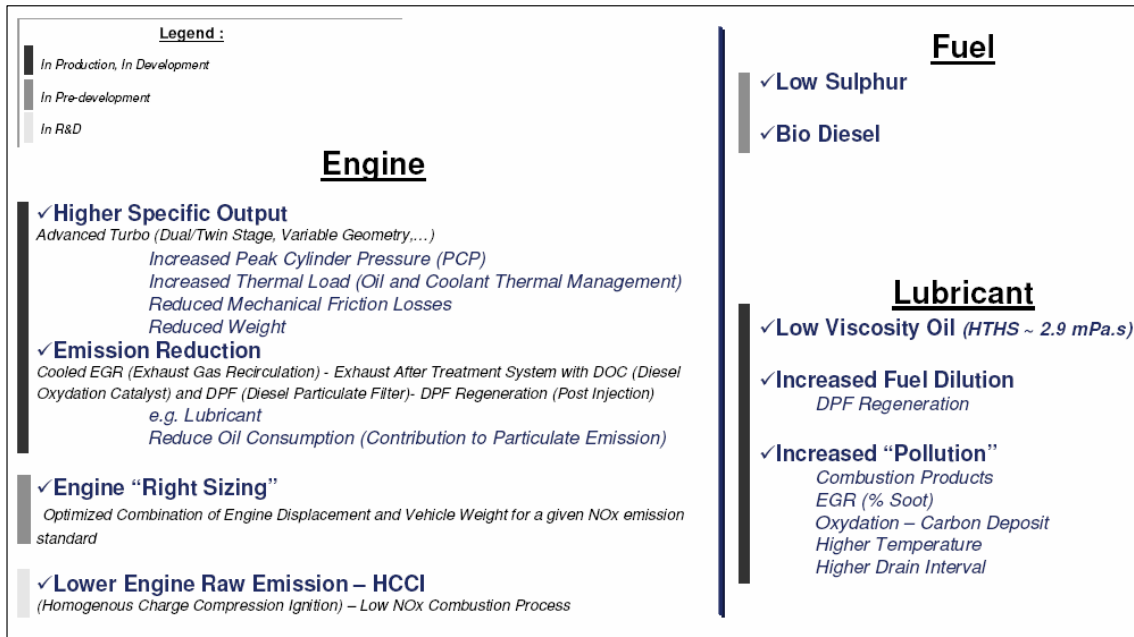 Legend :
In Production, In Development
In Pre-development
In R&D
Engine
✓Higher Specific Output
Advanced Turbo (Dual/Twin Stage, Variable Geometry,…)
Increased Peak Cylinder Pressure (PCP)
Increased Thermal Load (Oil and Coolant Thermal Management)
Reduced Mechanical Friction Losses
Reduced Weight
✓Emission Reduction
Cooled EGR (Exhaust Gas Recirculation) - Exhaust After Treatment System with DOC (Diesel
Oxydation Catalyst) and DPF (Diesel Particulate Filter)- DPF Regeneration (Post Injection)
e.g. Lubricant
Reduce Oil Consumption (Contribution to Particulate Emission)
✓Engine “Right Sizing”
Optimized Combination of Engine Displacement and Vehicle Weight for a given NOx emission
standard
✓Lower Engine Raw Emission – HCCI
(Homogenous Charge Compression Ignition) – Low NOx Combustion Process
Fuel
✓Low Sulphur
✓Bio Diesel
Lubricant
✓Low Viscosity Oil (HTHS ~ 2.9 mPa.s)
✓Increased Fuel Dilution
DPF Regeneration
✓Increased “Pollution”
Combustion Products
EGR (% Soot)
Oxydation – Carbon Deposit
Higher Temperature
Higher Drain Interval